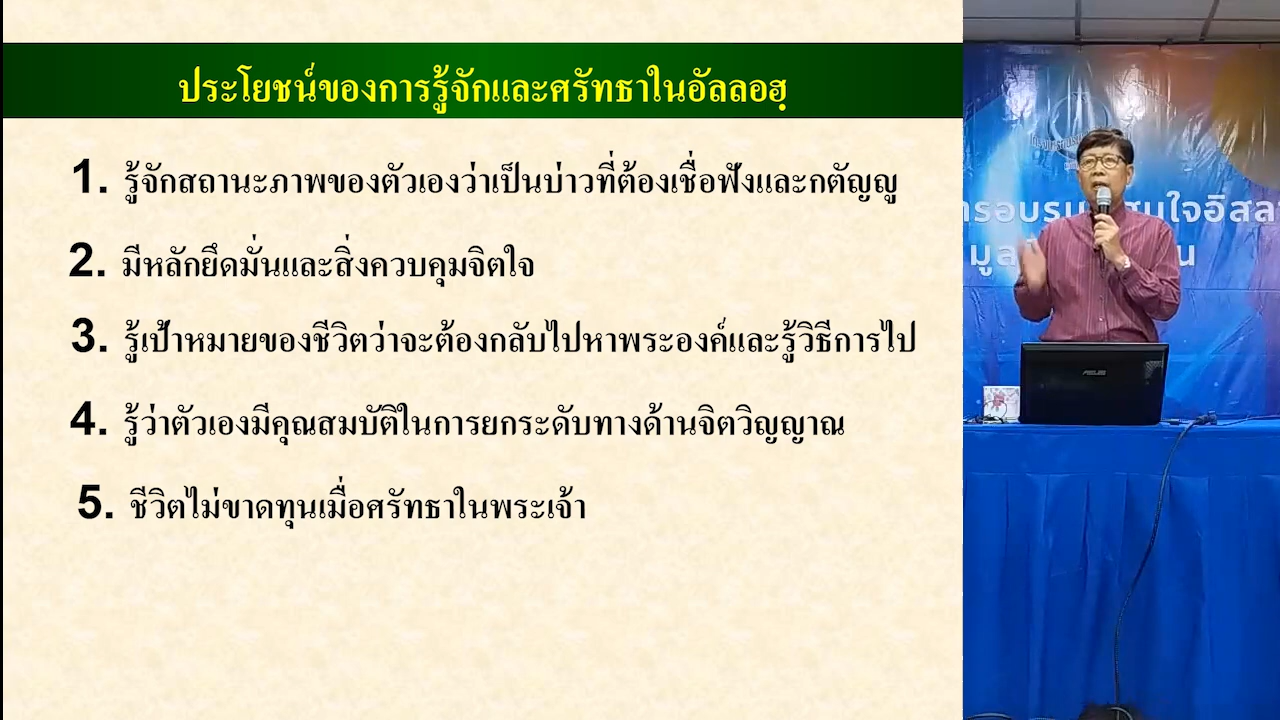 ประโยชน์ของการรู้จักและศรัทธาในอัลลอฮฺ
1. รู้จักสถานะภาพของตัวเองว่าเป็นบ่าวที่ต้องเชื่อฟังและกตัญญู
2. มีหลักยึดมั่นและสิ่งควบคุมจิตใจ
3. รู้เป้าหมายของชีวิตว่าจะต้องกลับไปหาพระองค์และรู้วิธีการไป
4. รู้ว่าตัวเองมีคุณสมบัติในการยกระดับทางด้านจิตวิญญาณ
5. ชีวิตไม่ขาดทุนเมื่อศรัทธาในพระเจ้า
ASUS